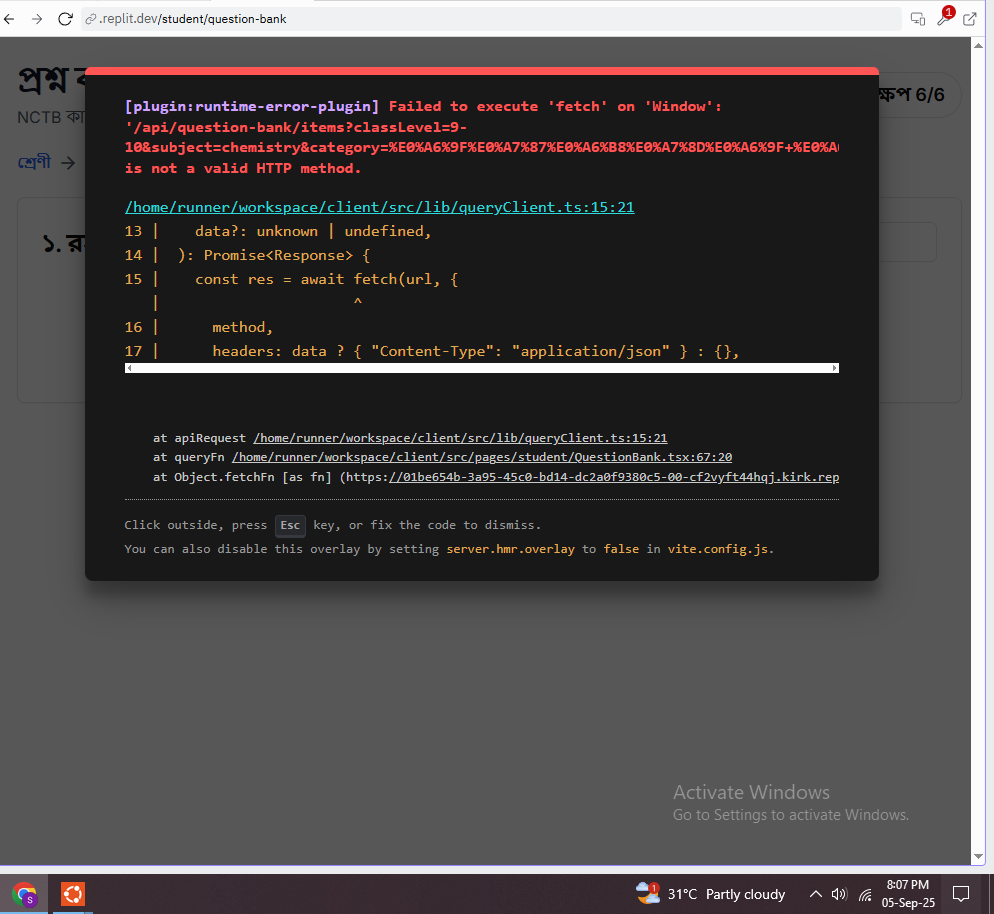 .replit.dev/student/question-bank
1
প্রশ্ন
ক্ষেপ 6/6
NCTB
শ্রেণী →
১.
[plugin:runtime-error-plugin] Failed to execute 'fetch' on 'Window':
'/api/question-bank/items?classLevel=9-
10&subject=chemistry&category=%E0%A6%9F%E0%A7%87%E0%A6%B8%E0%A7%8D%E0%A6%9F+%E0%A
is not a valid HTTP method.
/home/runner/workspace/client/src/lib/queryClient.ts:15:21
13 | data?: unknown | undefined,
14 | ): Promise<Response> {
15 | const res = await fetch(url, {
| ^
16 | method,
17 | headers: data ? { "Content-Type": "application/json" } : {},
at apiRequest /home/runner/workspace/client/src/lib/queryClient.ts:15:21
at queryFn /home/runner/workspace/client/src/pages/student/QuestionBank.tsx:67:20
at Object.fetchFn [as fn] (https://01be654b-3a95-45c0-bd14-dc2a0f9380c5-00-cf2vyft44hqj.kirk.rep
Click outside, press Esc key, or fix the code to dismiss.
You can also disable this overlay by setting server.hmr.overlay to false in vite.config.js.
Activate Windows
Go to Settings to activate Windows.
S
1
31°C Partly cloudy
8:07 PM
05-Sep-25